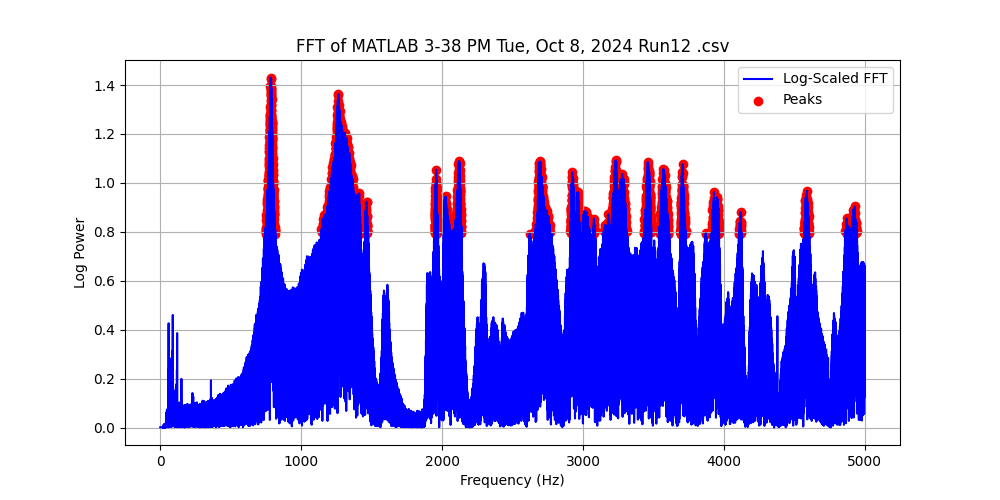 FFT of MATLAB 3-38 PM Tue, Oct 8, 2024 Run12 .csv
Log-Scaled FFT
Peaks
Log Power
1.4
1.2
1.0
0.8
0.6
0.4
0.2
0.0
0 1000 2000 3000 4000 5000
Frequency (Hz)